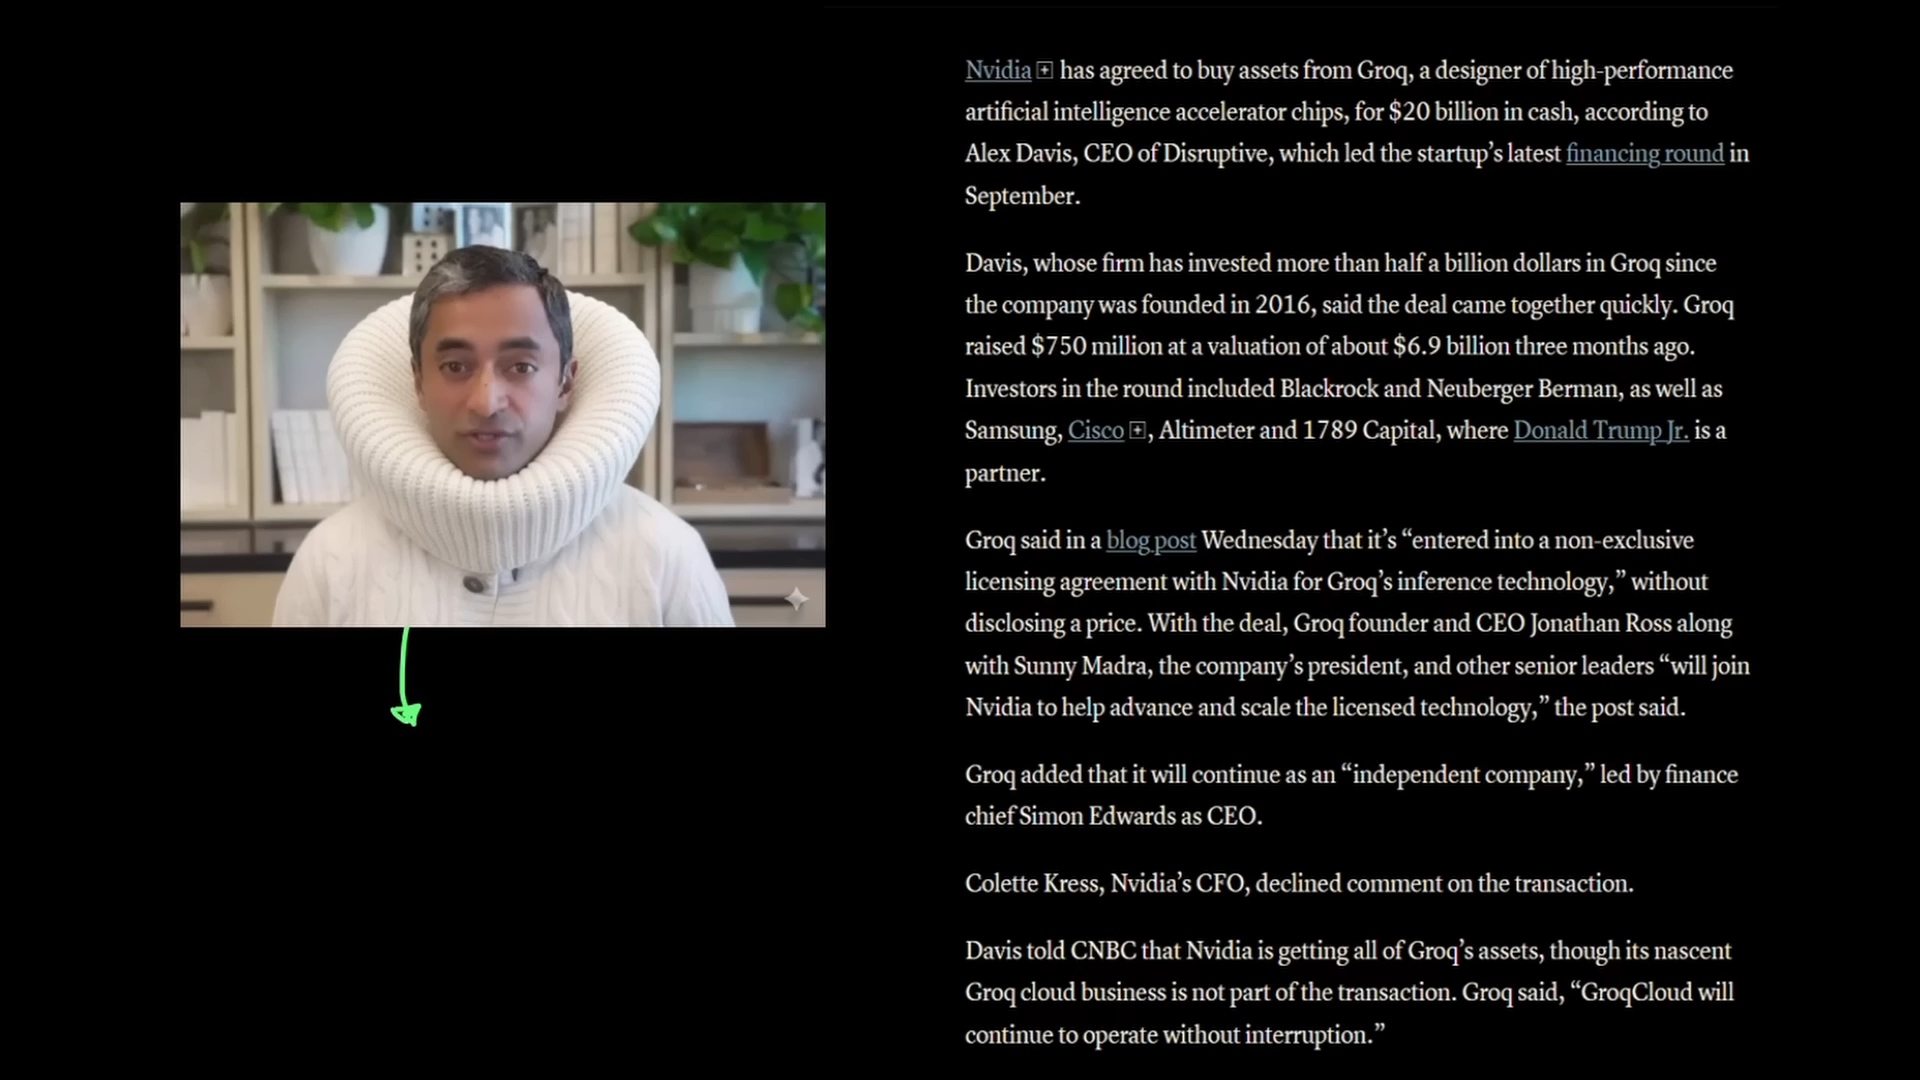 Nvidia has agreed to buy assets from Groq, a designer of high-performance
artificial intelligence accelerator chips, for $20 billion in cash, according to
Alex Davis, CEO of Disruptive, which led the startup’s latest financing round in
September.
Davis, whose firm has invested more than half a billion dollars in Groq since
the company was founded in 2016, said the deal came together quickly. Groq
raised $750 million at a valuation of about $6.9 billion three months ago.
Investors in the round included Blackrock and Neuberger Berman, as well as
Samsung, Cisco , Altimeter and 1789 Capital, where Donald Trump Jr. is a
partner.
Groq said in a blog post Wednesday that it’s “entered into a non-exclusive
licensing agreement with Nvidia for Groq’s inference technology,” without
disclosing a price. With the deal, Groq founder and CEO Jonathan Ross along
with Sunny Madra, the company’s president, and other senior leaders “will join
Nvidia to help advance and scale the licensed technology,” the post said.
Groq added that it will continue as an “independent company,” led by finance
chief Simon Edwards as CEO.
Colette Kress, Nvidia’s CFO, declined comment on the transaction.
Davis told CNBC that Nvidia is getting all of Groq’s assets, though its nascent
Groq cloud business is not part of the transaction. Groq said, “GroqCloud will
continue to operate without interruption.”